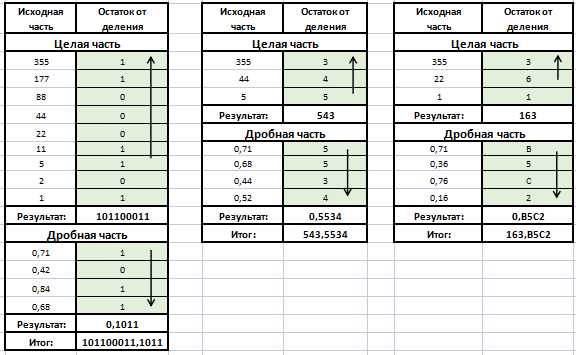 Исходная часть Остаток от деления
Целая часть
355 1
177 1
88 0
44 0
22 0
11 1
5 1
2 0
1 1
Результат: 101100011
Дробная часть
0,71 1
0,42 0
0,84 1
0,68 1
Результат: 0,1011
Итог: 101100011,1011
Исходная часть Остаток от деления
Целая часть
355 3
44 4
5 5
Результат: 543
Дробная часть
0,71 5
0,68 5
0,44 3
0,52 4
Результат: 0,5534
Итог: 543,5534
Исходная часть Остаток от деления
Целая часть
355 3
22 6
1 1
Результат: 163
Дробная часть
0,71 B
0,36 5
0,76 C
0,16 2
Результат: 0,B5C2
Итог: 163,B5C2